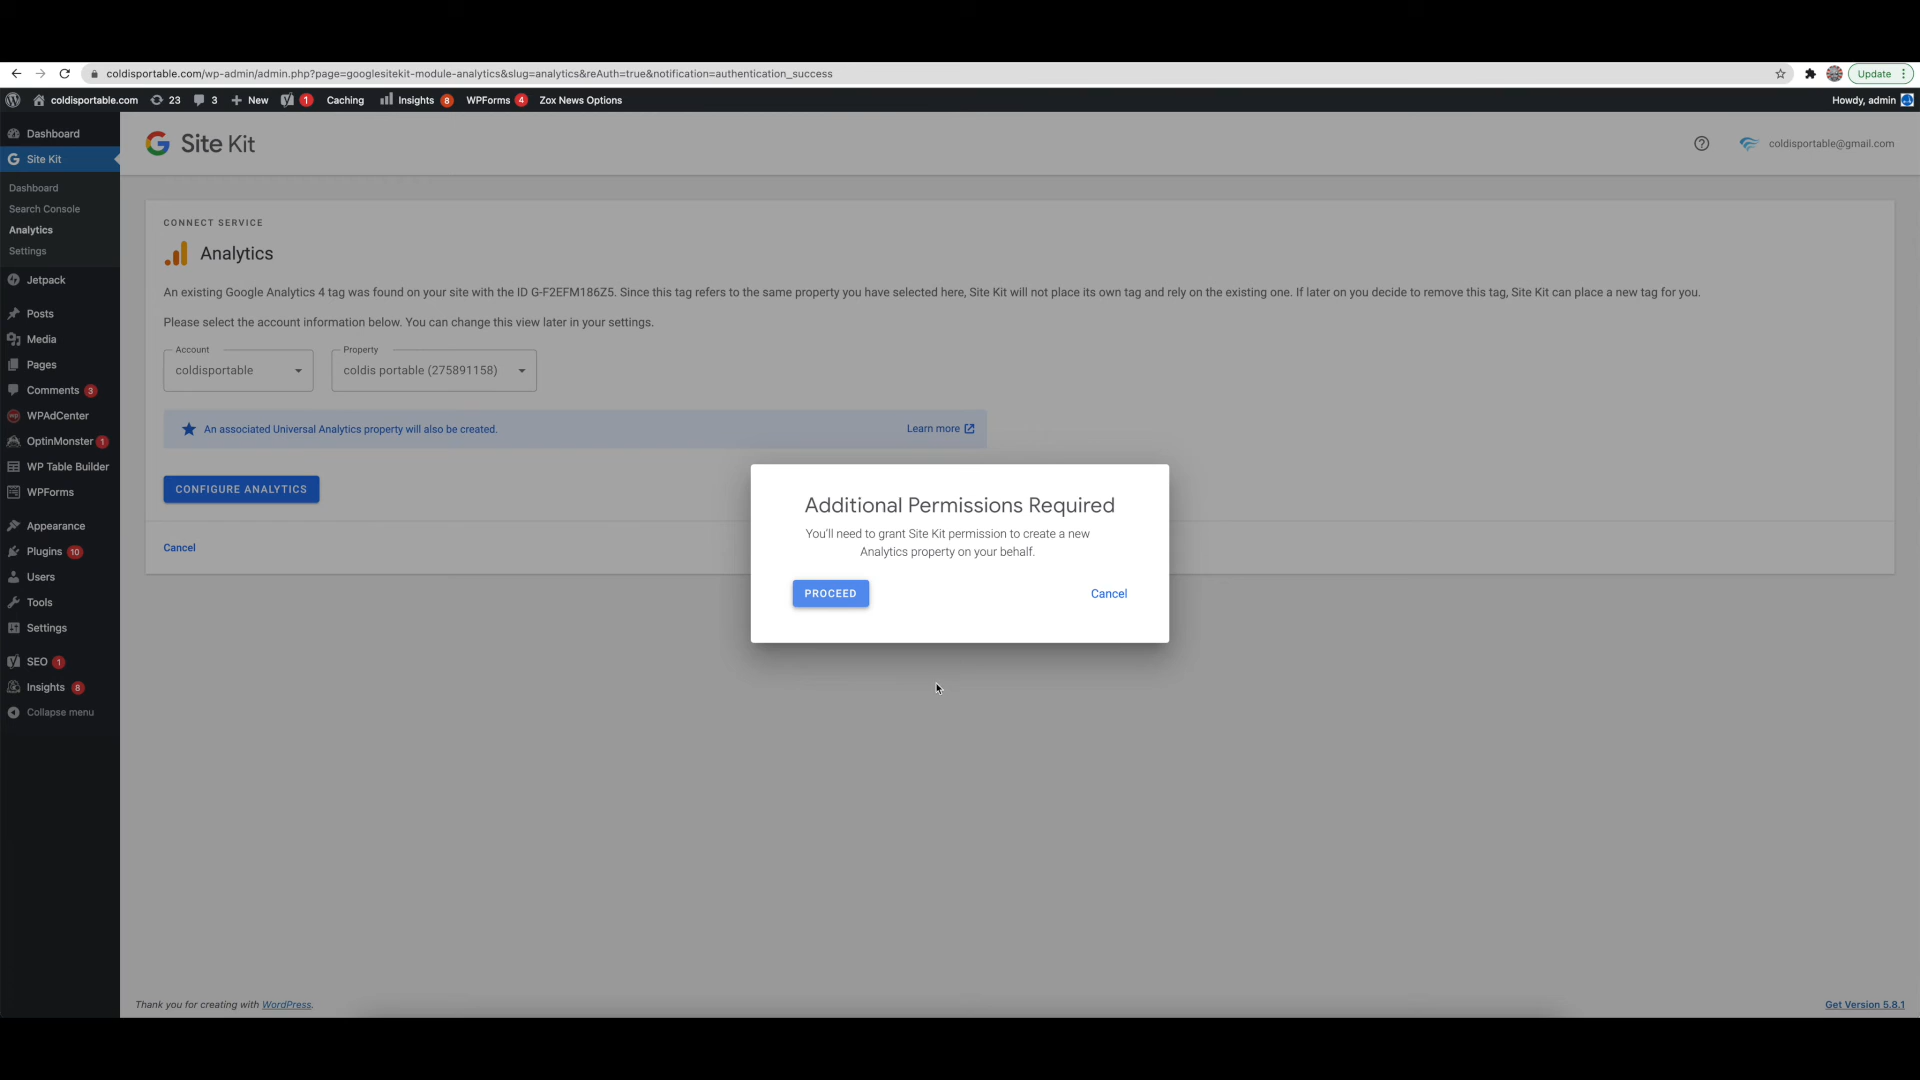 coldisportable.com/wp-admin/admin.php?page=googlesitekit-module-analytics&slug=analytics&reAuth=true&notification=authentication_success
Update
coldisportable.com 23 3 New 1 Caching Insights 8 WPForms 4 Zox News Options Howdy, admin
Dashboard
Site Kit
Dashboard
Search Console
Analytics
Settings
Jetpack
Posts
Media
Pages
Comments 3
WPAdCenter
OptinMonster 1
WP Table Builder
WPForms
Appearance
Plugins 10
Users
Tools
Settings
SEO 1
Insights 8
Collapse menu
Site Kit
coldisportable@gmail.com
CONNECT SERVICE
Analytics
An existing Google Analytics 4 tag was found on your site with the ID G-F2EFM186Z5. Since this tag refers to the same property you have selected here, Site Kit will not place its own tag and rely on the existing one. If later on you decide to remove this tag, Site Kit can place a new tag for you.
Please select the account information below. You can change this view later in your settings.
Account
coldisportable
Property
coldis portable (275891158)
An associated Universal Analytics property will also be created.
Learn more
CONFIGURE ANALYTICS
Cancel
Additional Permissions Required
You'll need to grant Site Kit permission to create a new
Analytics property on your behalf.
PROCEED
Cancel
Thank you for creating with WordPress.
Get Version 5.8.1